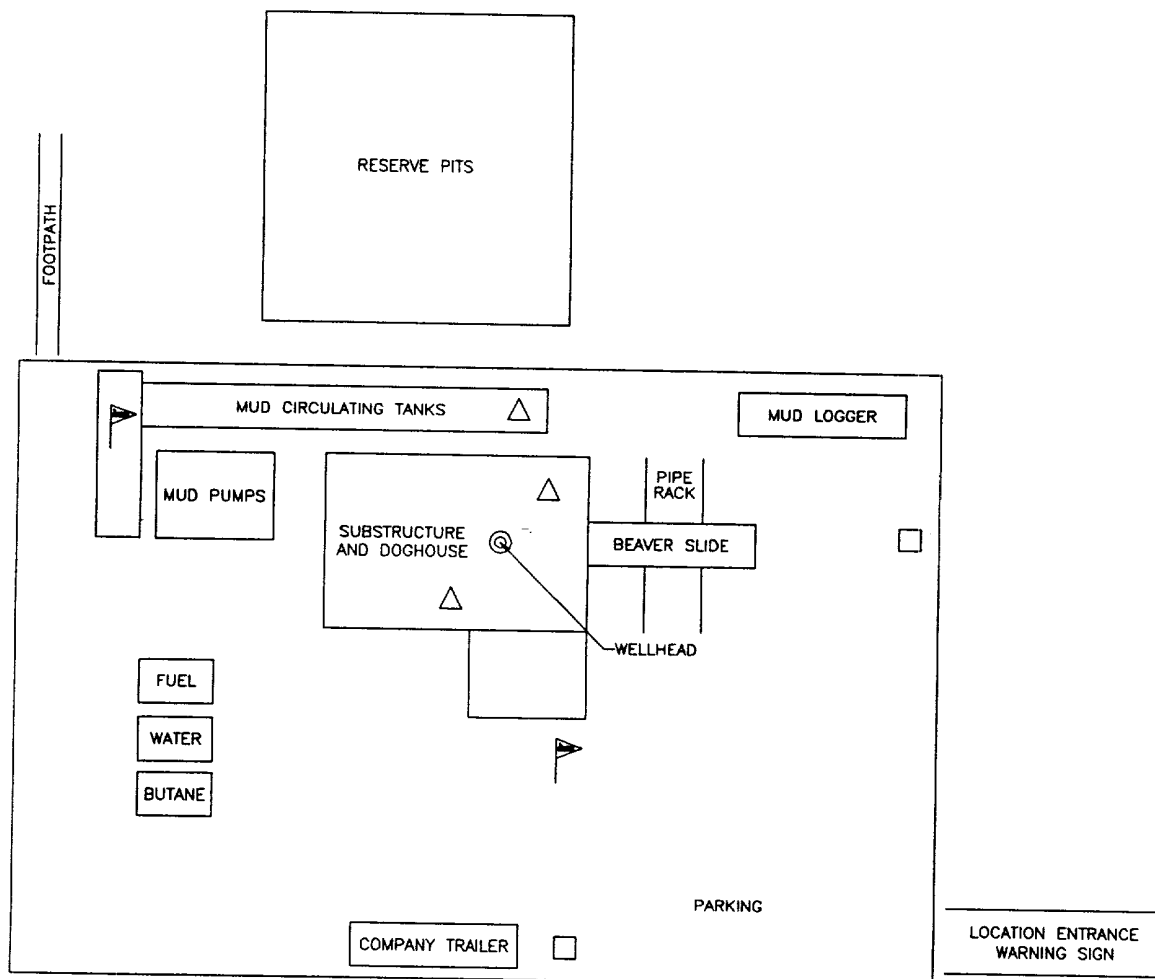 RESERVE PITS
FOOTPATH
MUD CIRCULATING TANKS
MUD LOGGER
MUD PUMPS
PIPE
RACK
SUBSTRUCTURE
AND DOGHOUSE
BEAVER SLIDE
WELLHEAD
FUEL
WATER
BUTANE
PARKING
COMPANY TRAILER
LOCATION ENTRANCE
WARNING SIGN